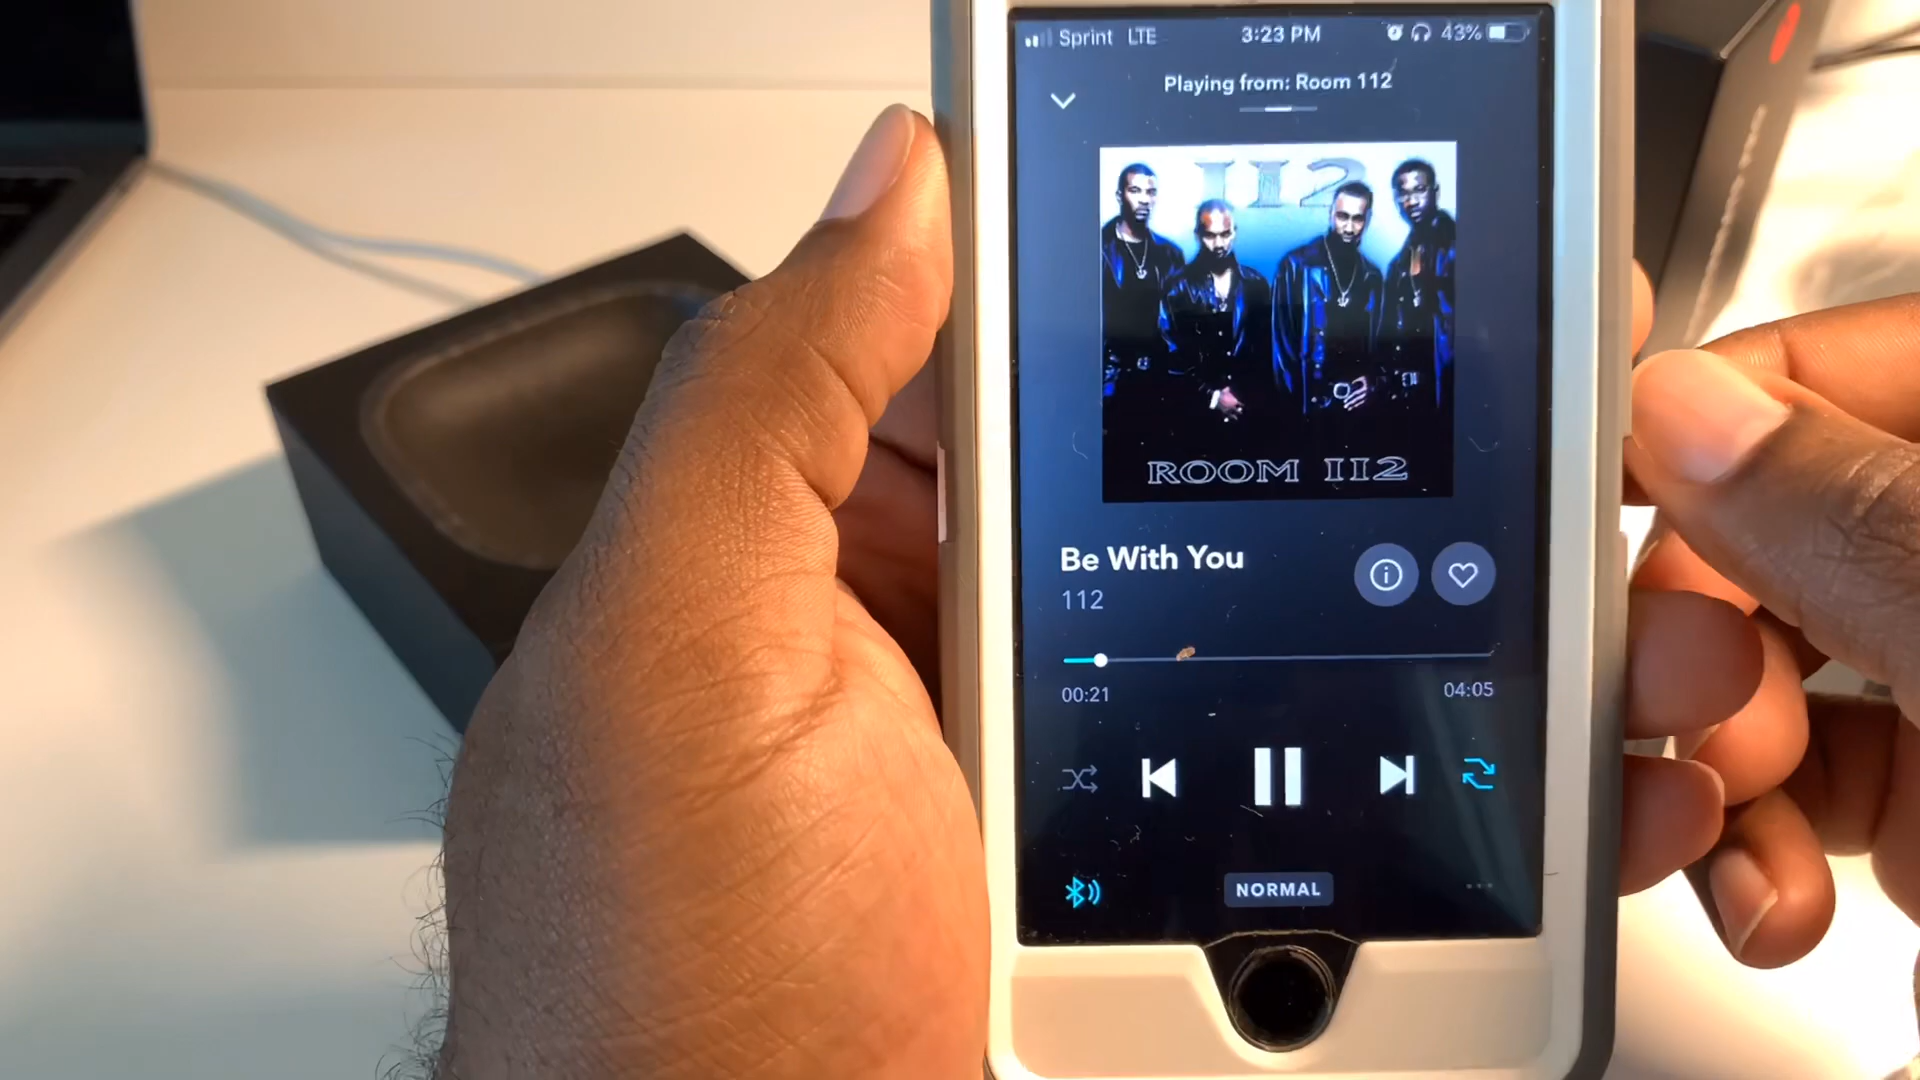 Sprint LTE 3:23 PM 43%
Playing from: Room 112
112
ROOM 112
Be With You
112
00:21 04:05
NORMAL